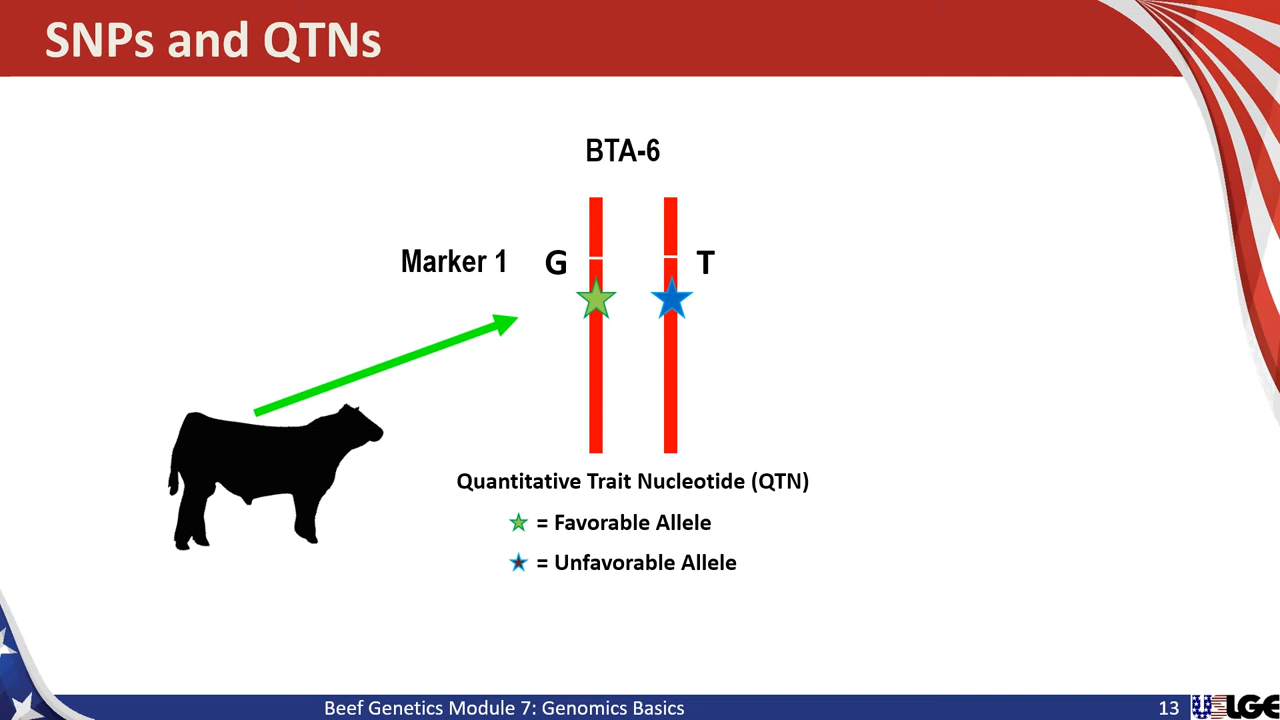 SNPs and QTNs
BTA-6
Marker 1 G T
Quantitative Trait Nucleotide (QTN)
= Favorable Allele
= Unfavorable Allele
Beef Genetics Module 7: Genomics Basics 13 USLGE